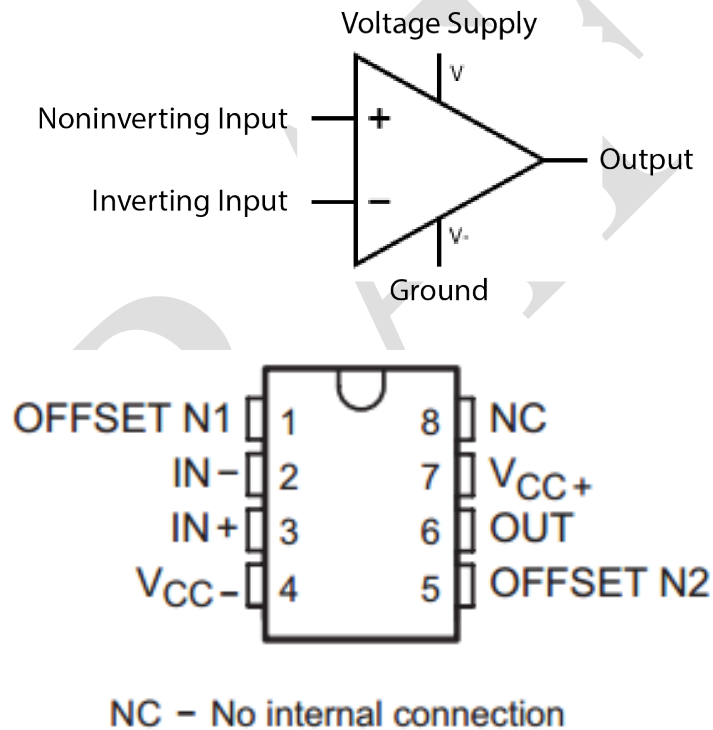 Voltage Supply
V
Noninverting Input
+
Output
Inverting Input
−
V-
Ground
OFFSET N1 1 8 NC
IN− 2 7 VCC+
IN+ 3 6 OUT
VCC− 4 5 OFFSET N2
NC − No internal connection